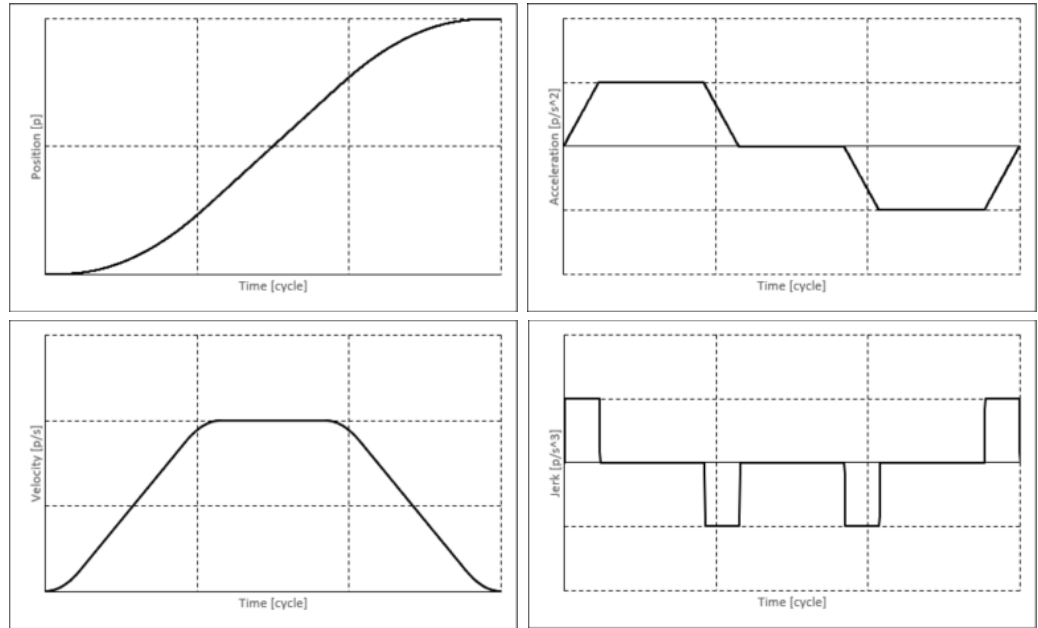 Position [p]
Time [cycle]
Acceleration [p/s^2]
Time [cycle]
Velocity [p/s]
Time [cycle]
Jerk [p/s^3]
Time [cycle]